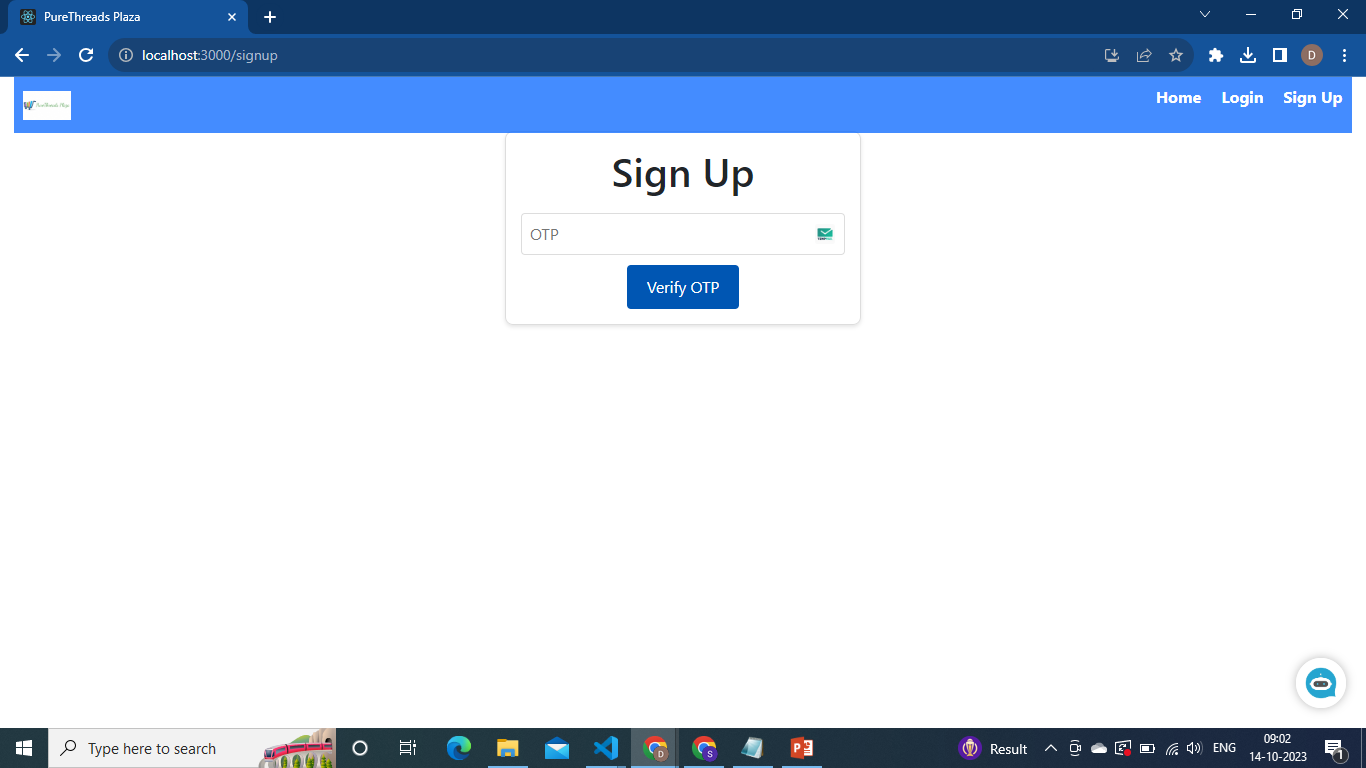 PureThreads Plaza
localhost:3000/signup
D
PureThreads Plaza
Home Login Sign Up
Sign Up
OTP
Verify OTP
Type here to search
D
S
Result
ENG
09:02
14-10-2023
1